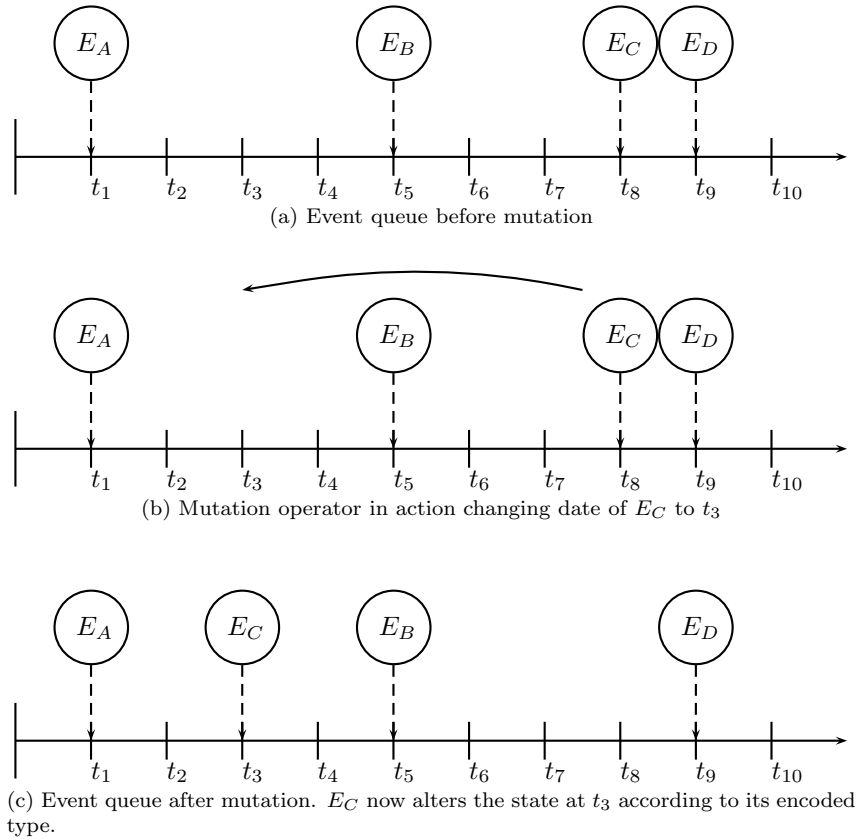 E_A E_B E_C E_D
t_1 t_2 t_3 t_4 t_5 t_6 t_7 t_8 t_9 t_10
(a) Event queue before mutation
E_A E_B E_C E_D
t_1 t_2 t_3 t_4 t_5 t_6 t_7 t_8 t_9 t_10
(b) Mutation operator in action changing date of E_C to t_3
E_A E_C E_B E_D
t_1 t_2 t_3 t_4 t_5 t_6 t_7 t_8 t_9 t_10
(c) Event queue after mutation. E_C now alters the state at t_3 according to its encoded
type.